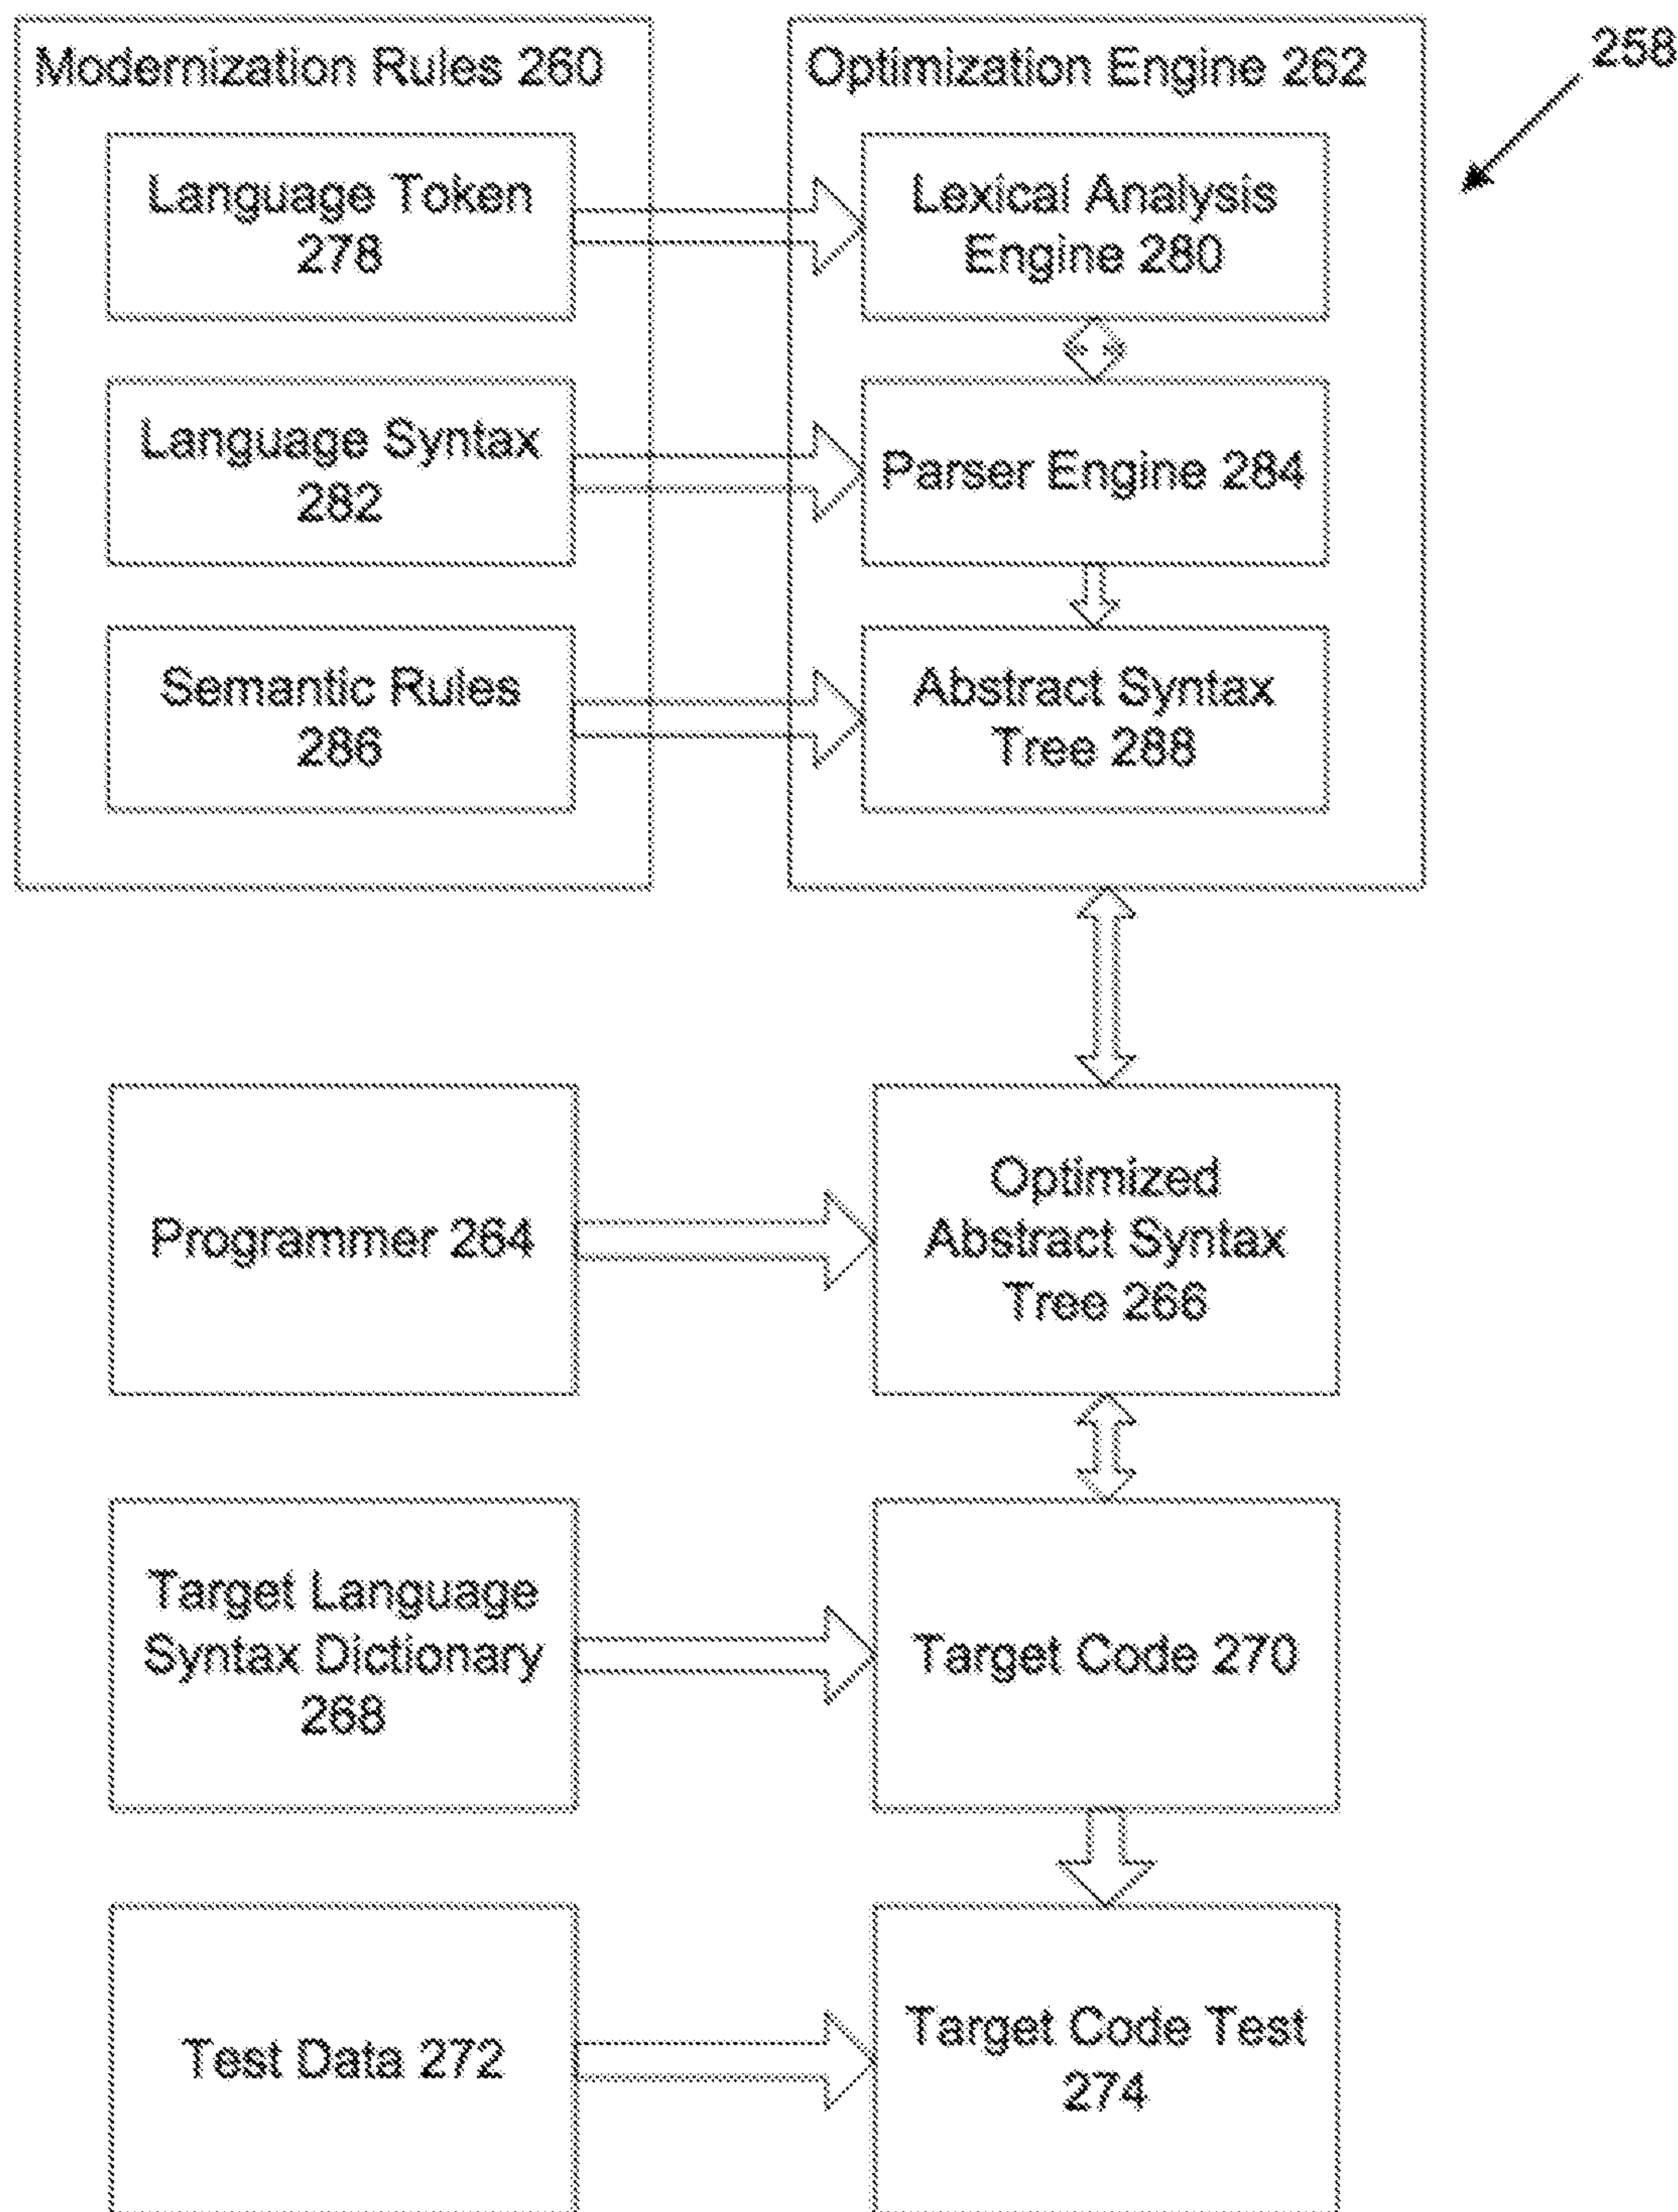 Modernization Rules 260
Optimization Engine 262
258
Language Token
278
Lexical Analysis
Engine 280
Language Syntax
282
Parser Engine 284
Semantic Rules
286
Abstract Syntax
Tree 288
Programmer 264
Optimized
Abstract Syntax
Tree 266
Target Language
Syntax Dictionary
268
Target Code 270
Test Data 272
Target Code Test
274